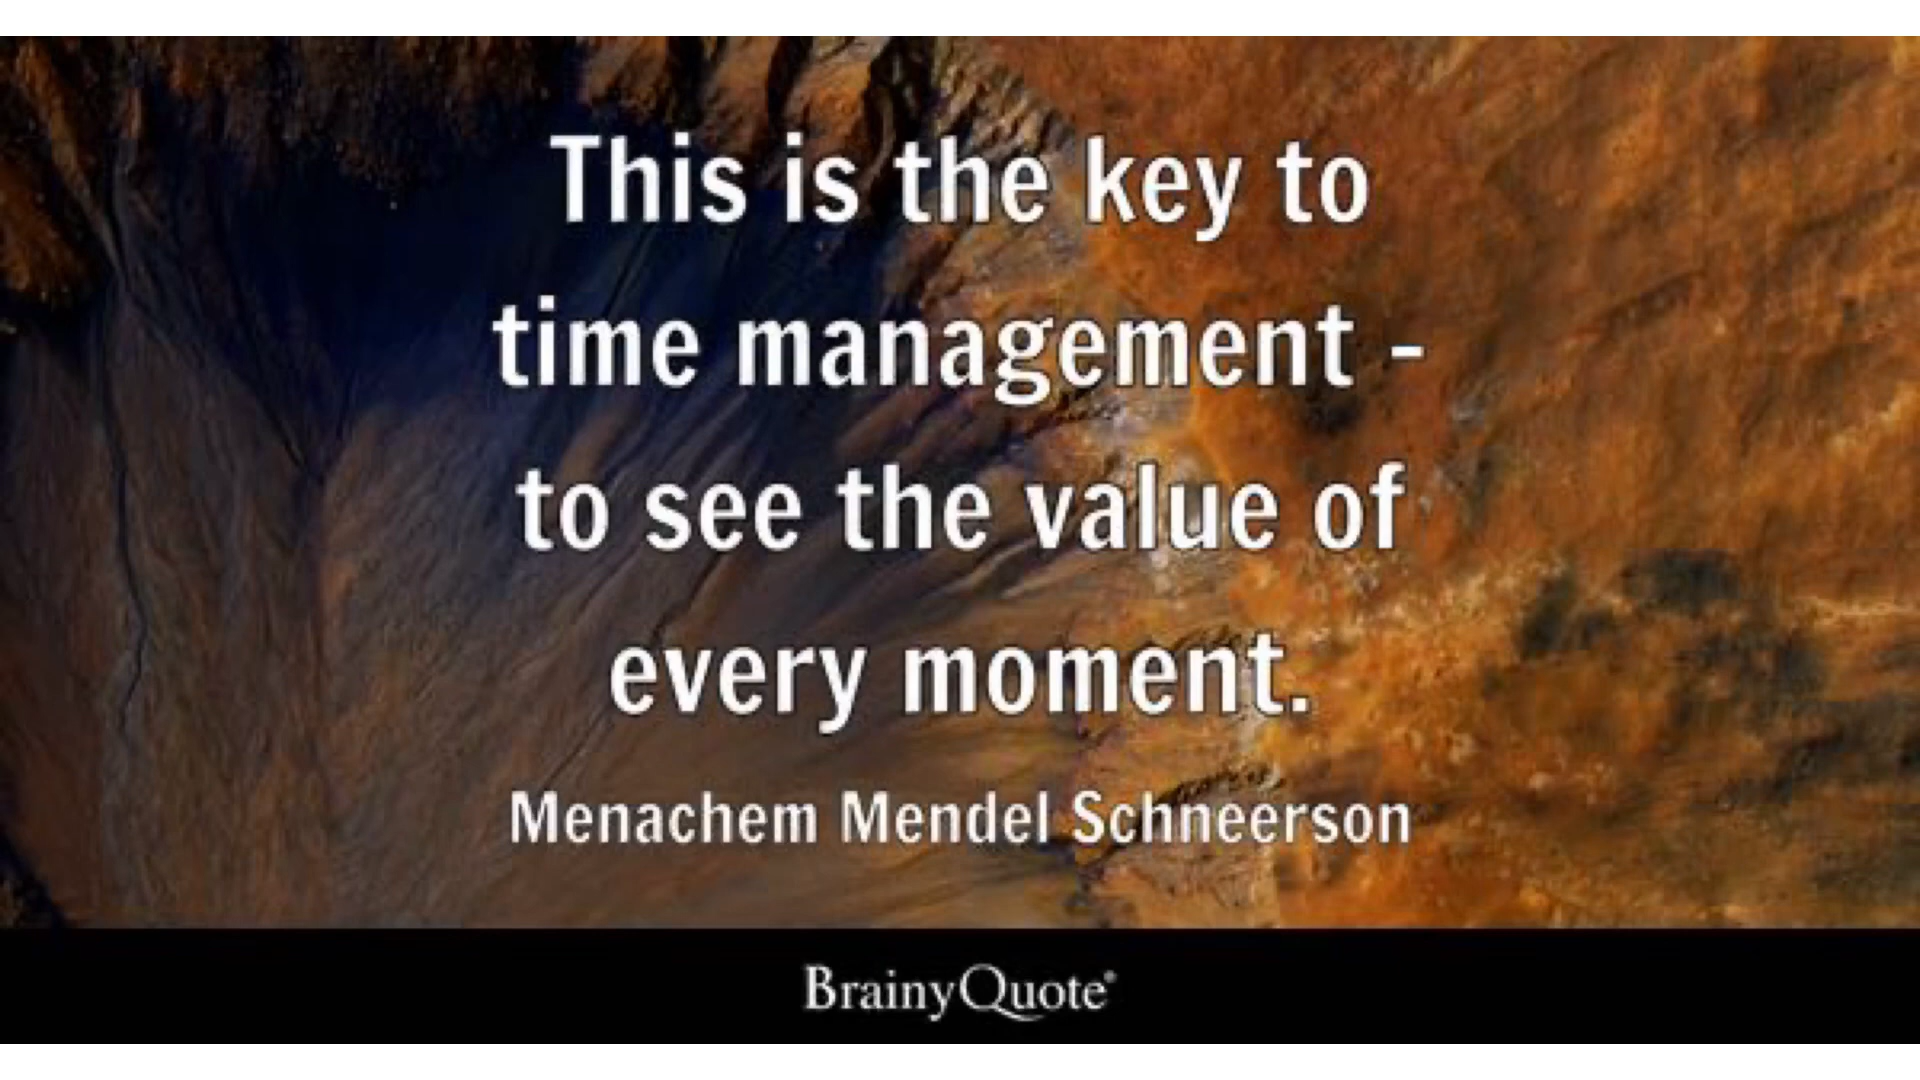 This is the key to
time management -
to see the value of
every moment.
Menachem Mendel Schneerson
BrainyQuote®